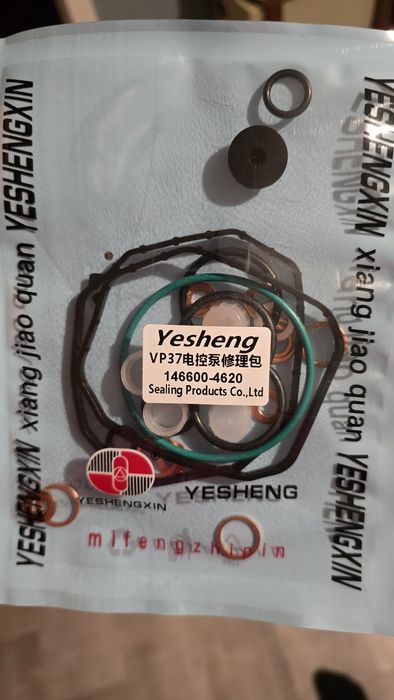 YESHENGXIN xiang jiao quan YESHENGXIN
YESHENGXIN xiang jiao quan YESHENGXIN
Yesheng
VP37电控泵修理包
146600-4620
Sealing Products Co.,Ltd
YESHENGXIN
YESHENG
mifengzhipin